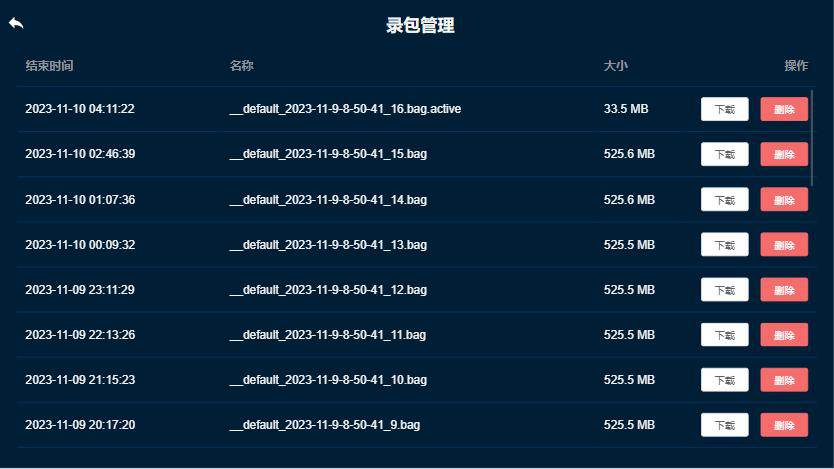 录包管理
结束时间 名称 大小 操作
2023-11-10 04:11:22 __default_2023-11-9-8-50-41_16.bag.active 33.5 MB 下载 删除
2023-11-10 02:46:39 __default_2023-11-9-8-50-41_15.bag 525.6 MB 下载 删除
2023-11-10 01:07:36 __default_2023-11-9-8-50-41_14.bag 525.6 MB 下载 删除
2023-11-10 00:09:32 __default_2023-11-9-8-50-41_13.bag 525.5 MB 下载 删除
2023-11-09 23:11:29 __default_2023-11-9-8-50-41_12.bag 525.5 MB 下载 删除
2023-11-09 22:13:26 __default_2023-11-9-8-50-41_11.bag 525.5 MB 下载 删除
2023-11-09 21:15:23 __default_2023-11-9-8-50-41_10.bag 525.5 MB 下载 删除
2023-11-09 20:17:20 __default_2023-11-9-8-50-41_9.bag 525.5 MB 下载 删除